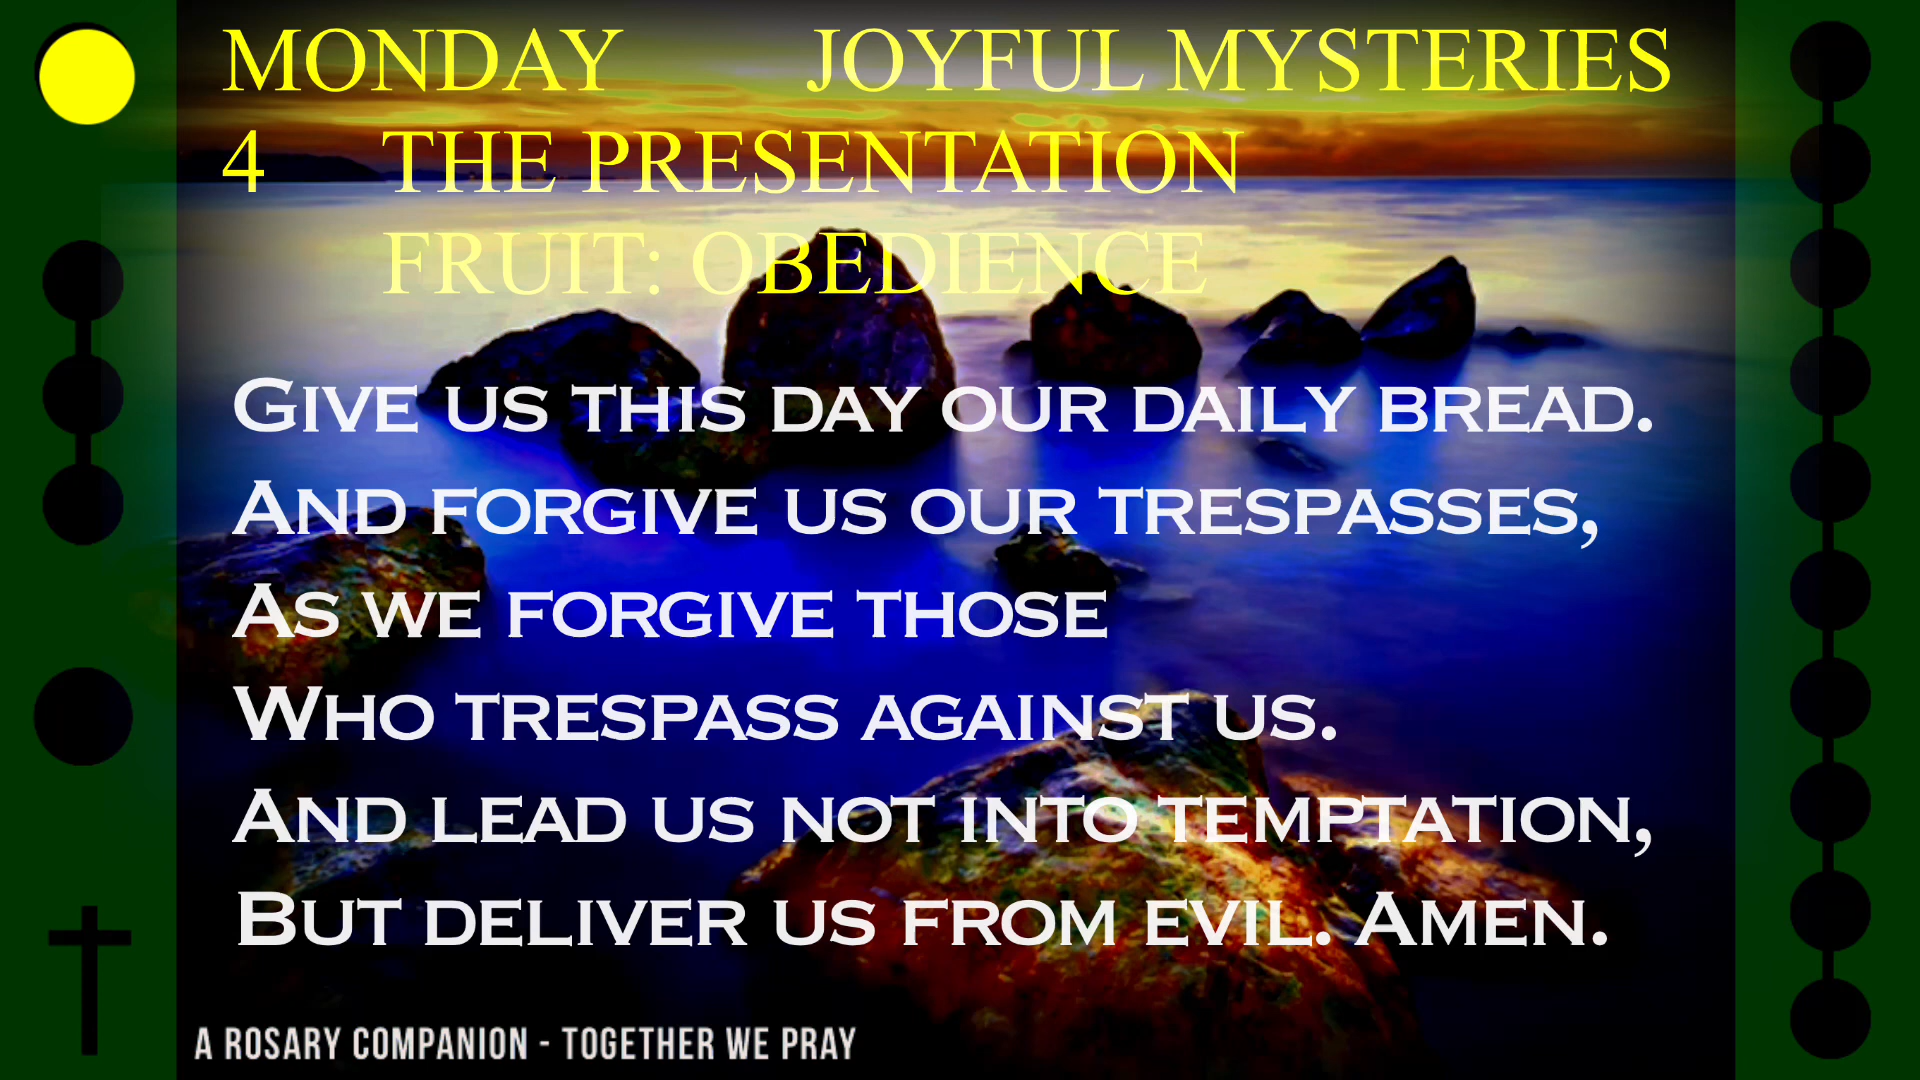 MONDAY JOYFUL MYSTERIES
4 THE PRESENTATION
FRUIT: OBEDIENCE
GIVE US THIS DAY OUR DAILY BREAD.
AND FORGIVE US OUR TRESPASSES,
AS WE FORGIVE THOSE
WHO TRESPASS AGAINST US.
AND LEAD US NOT INTO TEMPTATION,
BUT DELIVER US FROM EVIL. AMEN.
A ROSARY COMPANION - TOGETHER WE PRAY